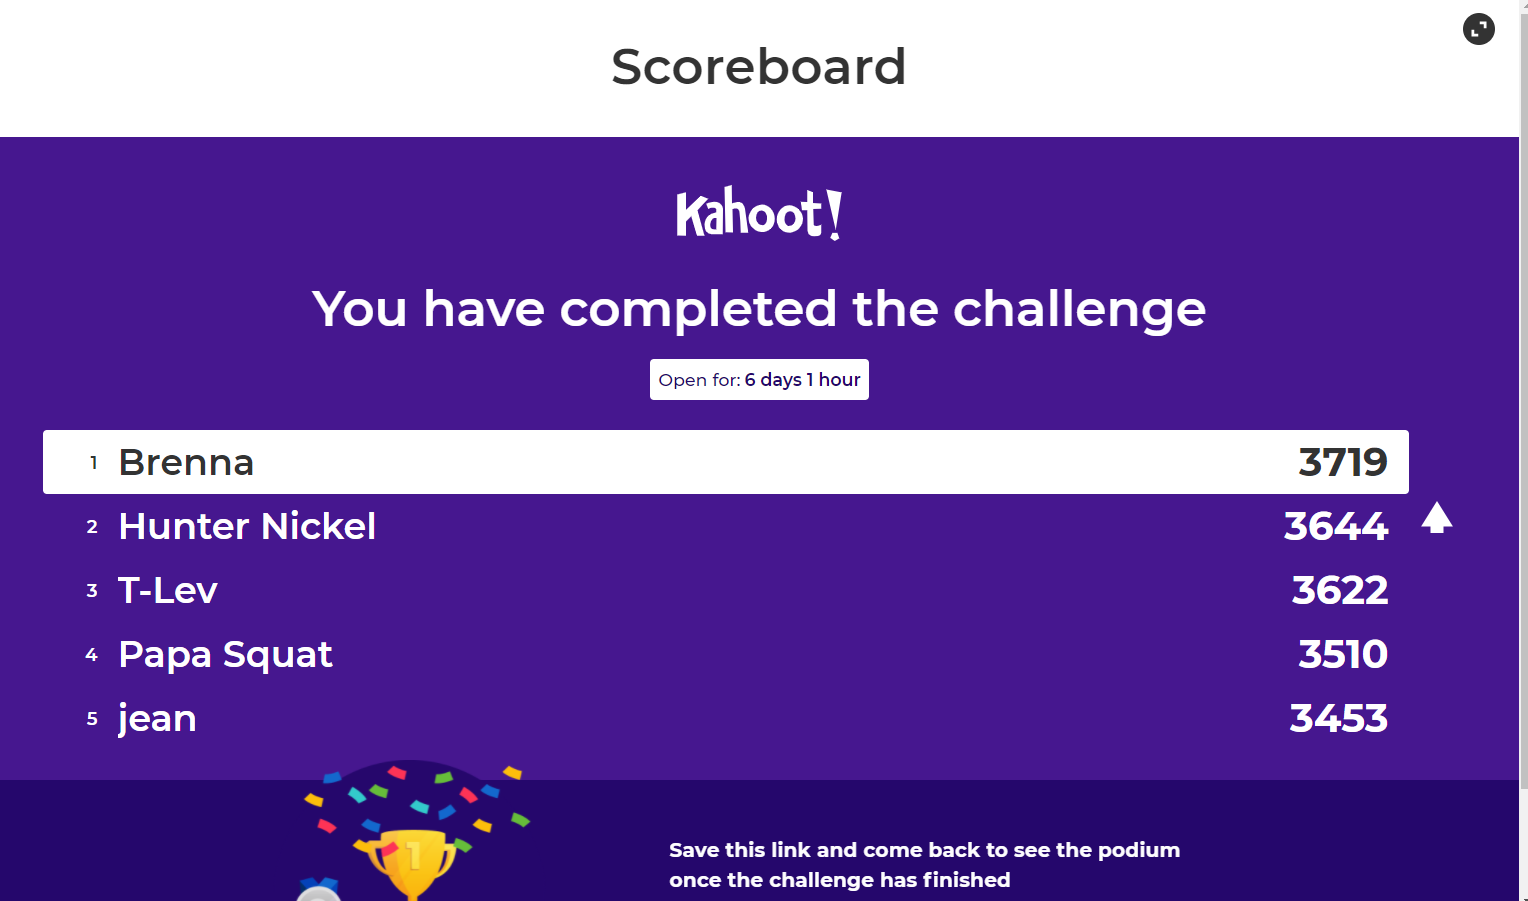 Scoreboard
Kahoot!
You have completed the challenge
Open for: 6 days 1 hour
1 Brenna 3719
2 Hunter Nickel 3644
3 T-Lev 3622
4 Papa Squat 3510
5 jean 3453
1
Save this link and come back to see the podium
once the challenge has finished